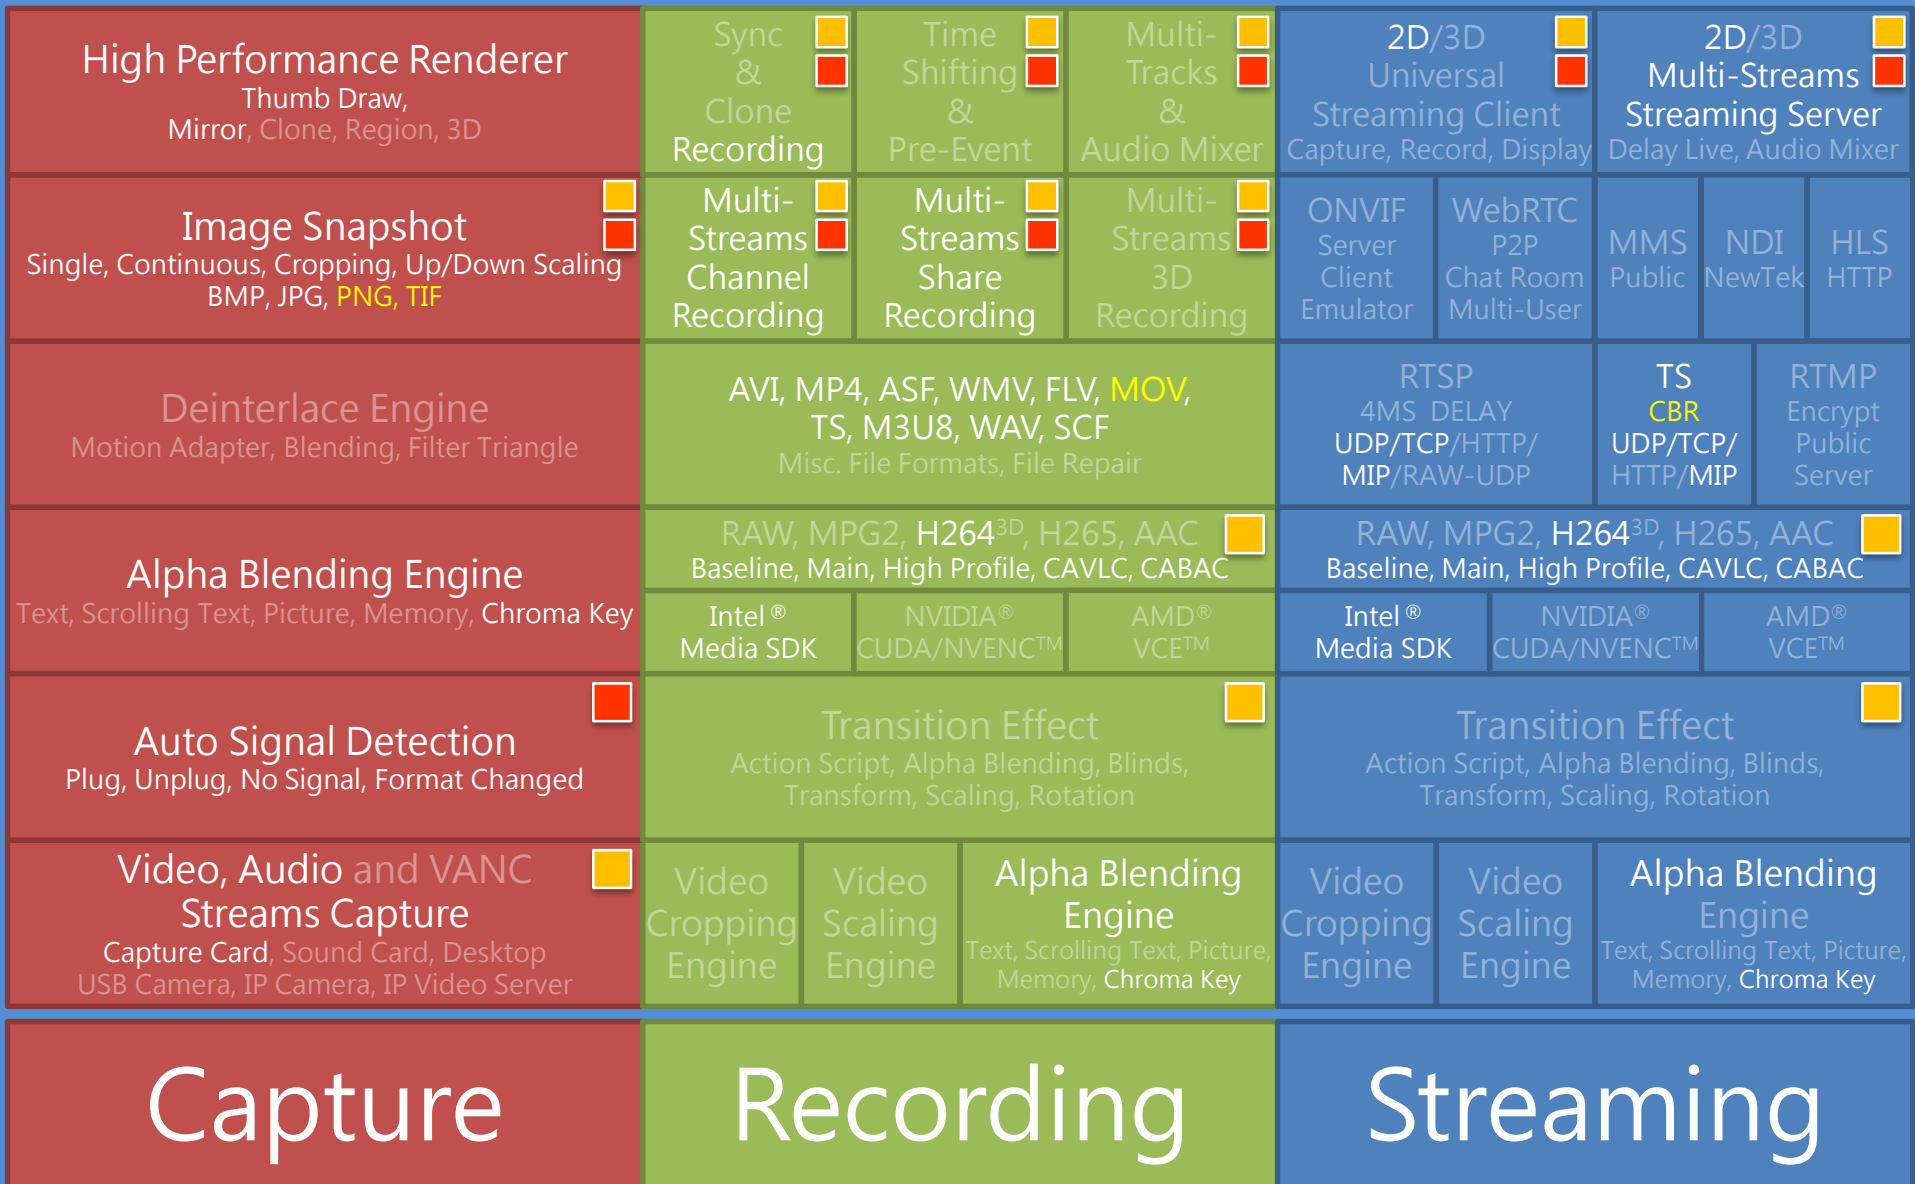 High Performance Renderer
Thumb Draw,
Mirror, Clone, Region, 3D
Image Snapshot
Single, Continuous, Cropping, Up/Down Scaling
BMP, JPG, PNG, TIF
Deinterlace Engine
Motion Adapter, Blending, Filter Triangle
Alpha Blending Engine
Text, Scrolling Text, Picture, Memory, Chroma Key
Auto Signal Detection
Plug, Unplug, No Signal, Format Changed
Video, Audio and VANC
Streams Capture
Capture Card, Sound Card, Desktop
USB Camera, IP Camera, IP Video Server
Capture
Sync
&
Clone
Recording
Time
Shifting
&
Pre-Event
Multi-
Tracks
&
Audio Mixer
Multi-
Streams
Channel
Recording
Multi-
Streams
Share
Recording
Multi-
Streams
3D
Recording
AVI, MP4, ASF, WMV, FLV, MOV,
TS, M3U8, WAV, SCF
Misc. File Formats, File Repair
RAW, MPG2, H264 3D, H265, AAC
Baseline, Main, High Profile, CAVLC, CABAC
Intel ®
Media SDK
NVIDIA®
CUDA/NVENC™
AMD®
VCE™
Transition Effect
Action Script, Alpha Blending, Blinds,
Transform, Scaling, Rotation
Video
Cropping
Engine
Video
Scaling
Engine
Alpha Blending
Engine
Text, Scrolling Text, Picture,
Memory, Chroma Key
Recording
2D/3D
Universal
Streaming Client
Capture, Record, Display
2D/3D
Multi-Streams
Streaming Server
Delay Live, Audio Mixer
ONVIF
Server
Client
Emulator
WebRTC
P2P
Chat Room
Multi-User
MMS
Public
NDI
NewTek
HLS
HTTP
RTSP
4MS DELAY
UDP/TCP/HTTP/
MIP/RAW-UDP
TS
CBR
UDP/TCP/
HTTP/MIP
RTMP
Encrypt
Public
Server
RAW, MPG2, H264 3D, H265, AAC
Baseline, Main, High Profile, CAVLC, CABAC
Intel ®
Media SDK
NVIDIA®
CUDA/NVENC™
AMD®
VCE™
Transition Effect
Action Script, Alpha Blending, Blinds,
Transform, Scaling, Rotation
Video
Cropping
Engine
Video
Scaling
Engine
Alpha Blending
Engine
Text, Scrolling Text, Picture,
Memory, Chroma Key
Streaming